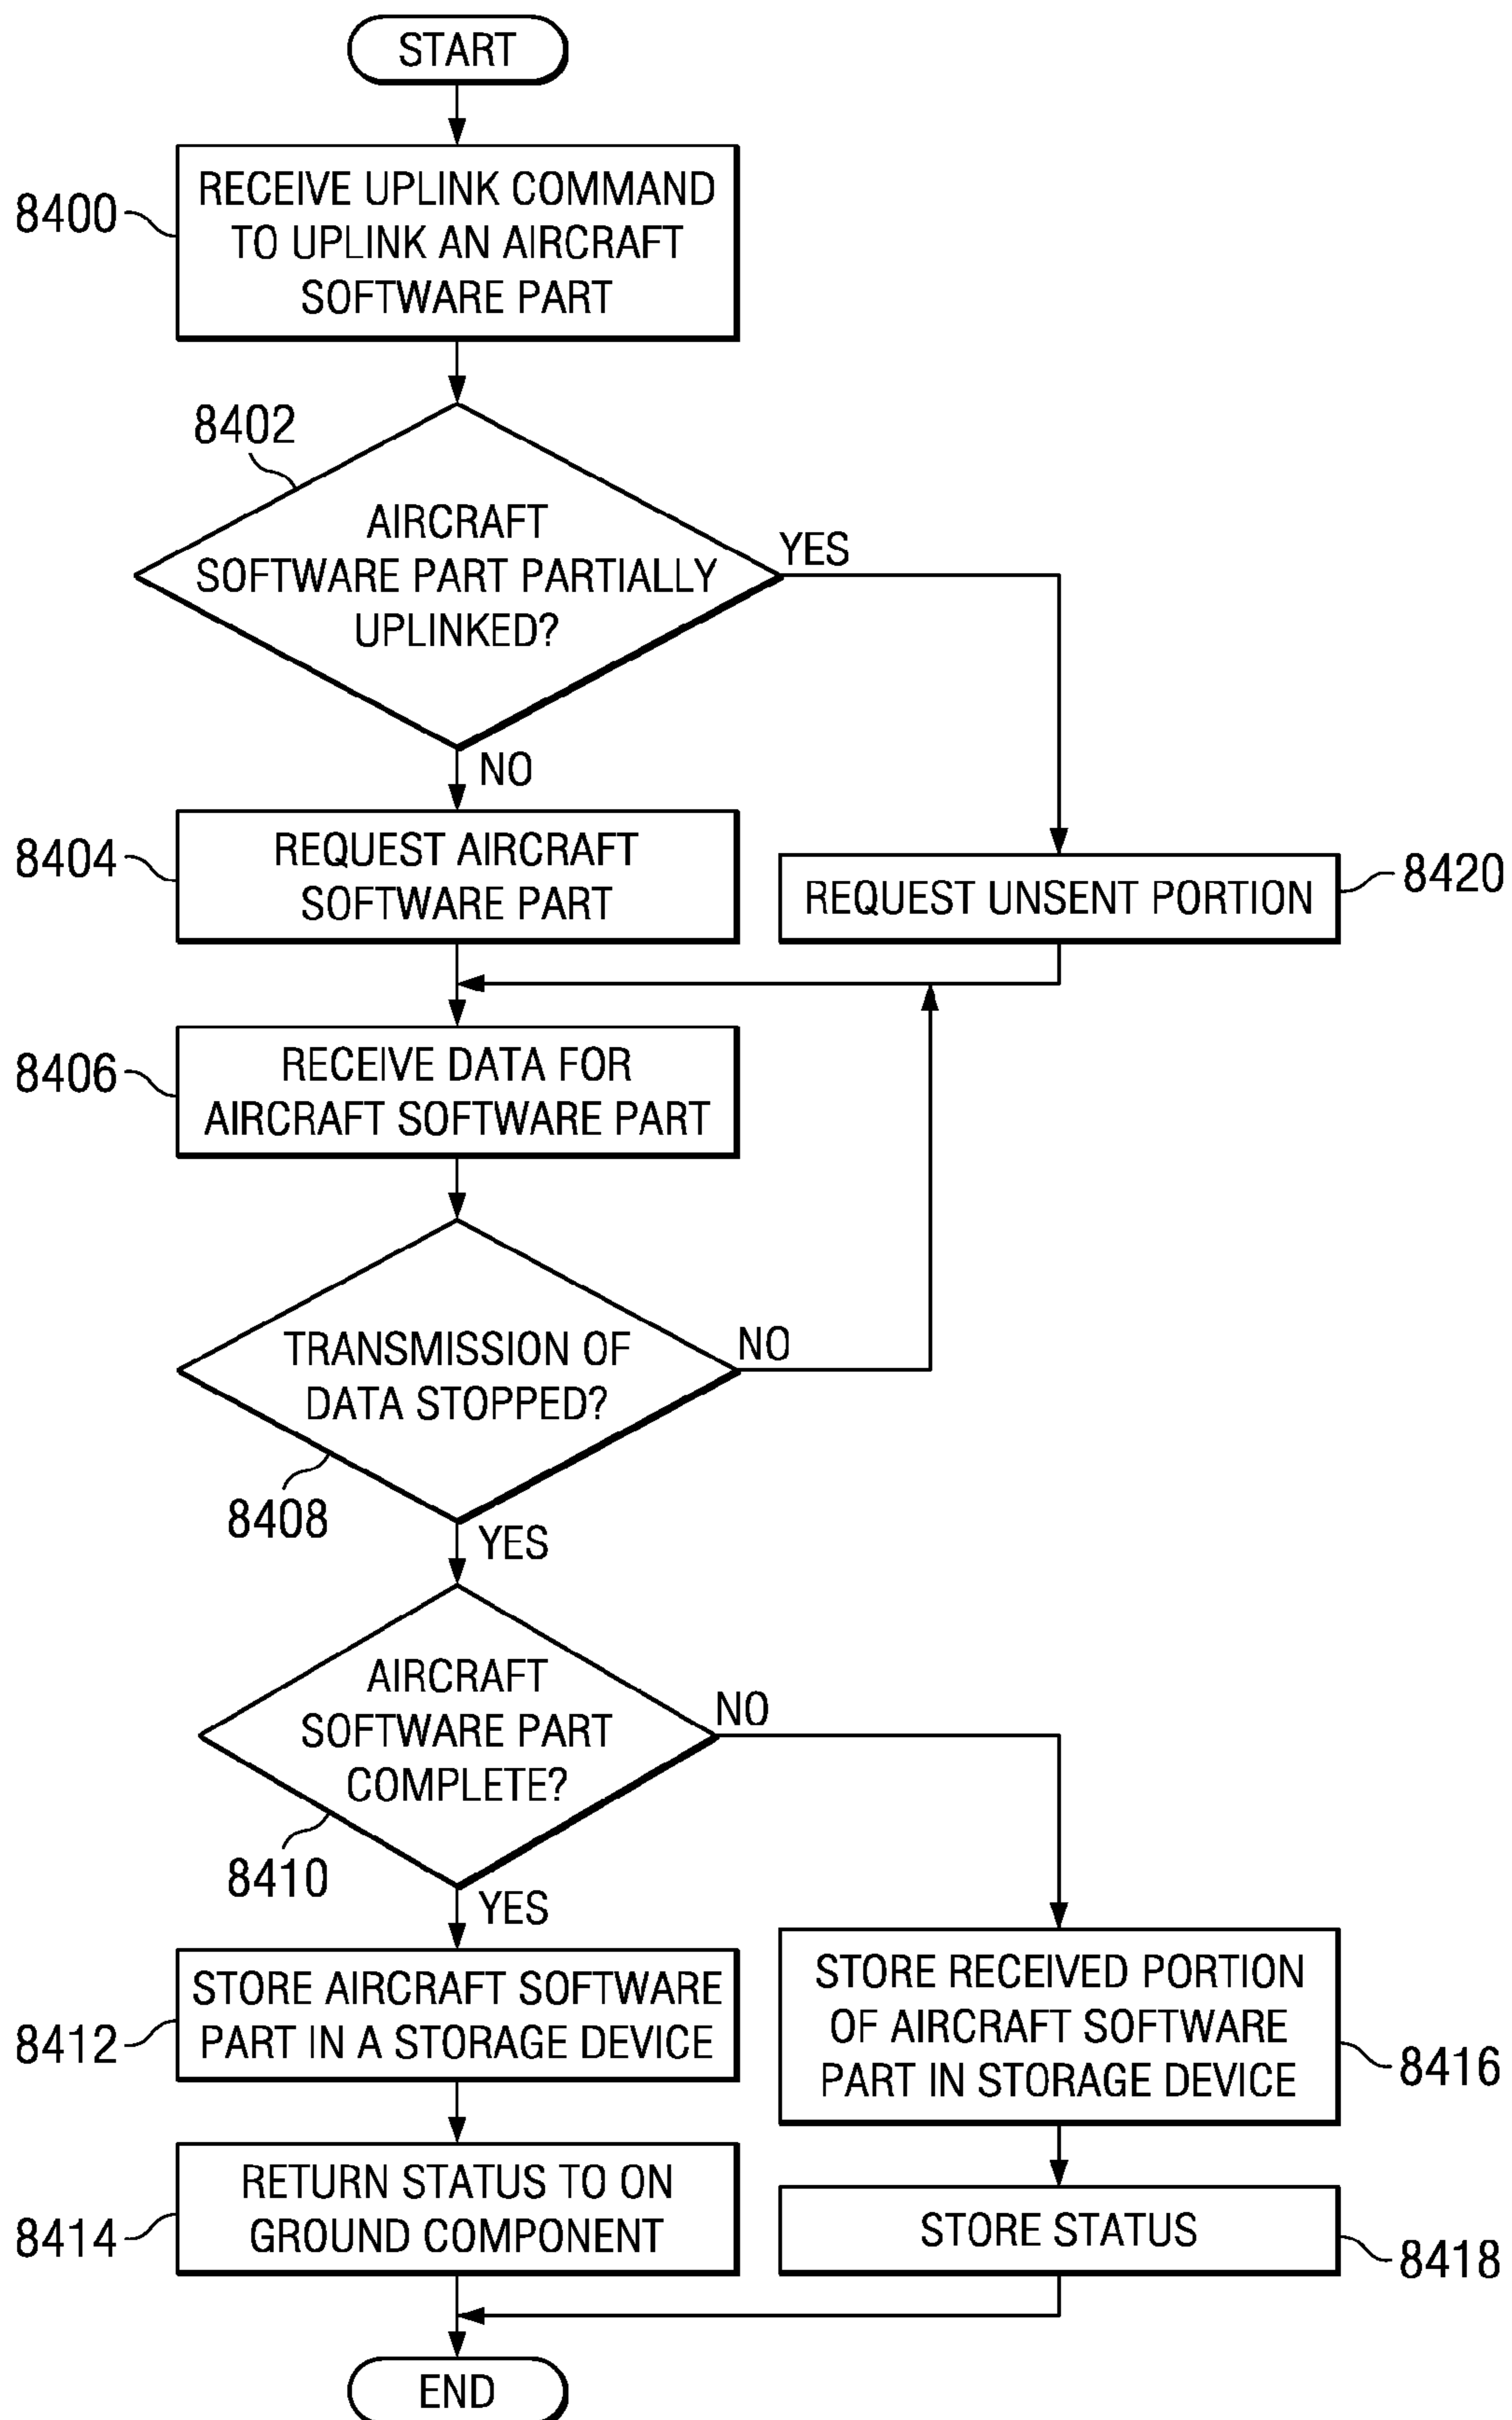 START
8400
RECEIVE UPLINK COMMAND
TO UPLINK AN AIRCRAFT
SOFTWARE PART
8402
AIRCRAFT
SOFTWARE PART PARTIALLY
UPLINKED?
YES
NO
8404
REQUEST AIRCRAFT
SOFTWARE PART
REQUEST UNSENT PORTION
8420
8406
RECEIVE DATA FOR
AIRCRAFT SOFTWARE PART
TRANSMISSION OF
DATA STOPPED?
NO
8408
YES
AIRCRAFT
SOFTWARE PART
COMPLETE?
NO
8410
YES
8412
STORE AIRCRAFT SOFTWARE
PART IN A STORAGE DEVICE
STORE RECEIVED PORTION
OF AIRCRAFT SOFTWARE
PART IN STORAGE DEVICE
8416
8414
RETURN STATUS TO ON
GROUND COMPONENT
STORE STATUS
8418
END